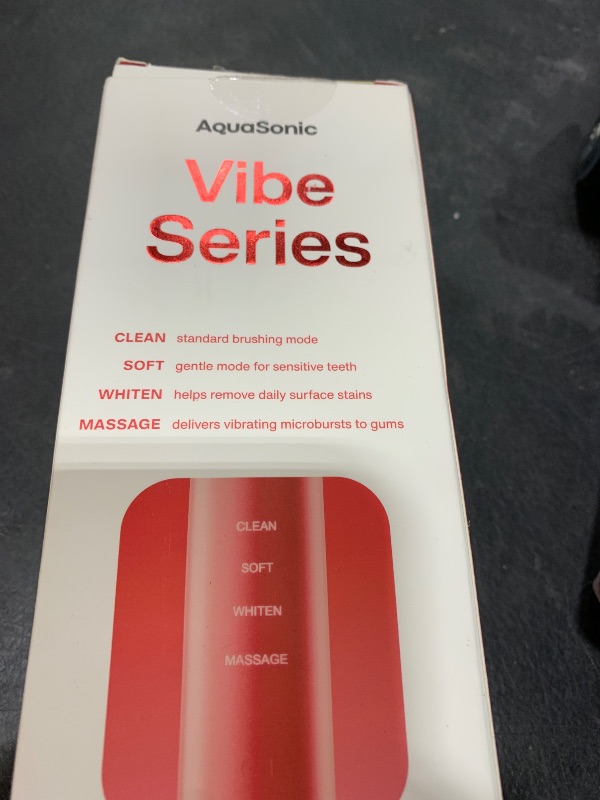 AquaSonic
Vibe
Series
CLEAN standard brushing mode
SOFT gentle mode for sensitive teeth
WHITEN helps remove daily surface stains
MASSAGE delivers vibrating microbursts to gums
CLEAN
SOFT
WHITEN
MASSAGE